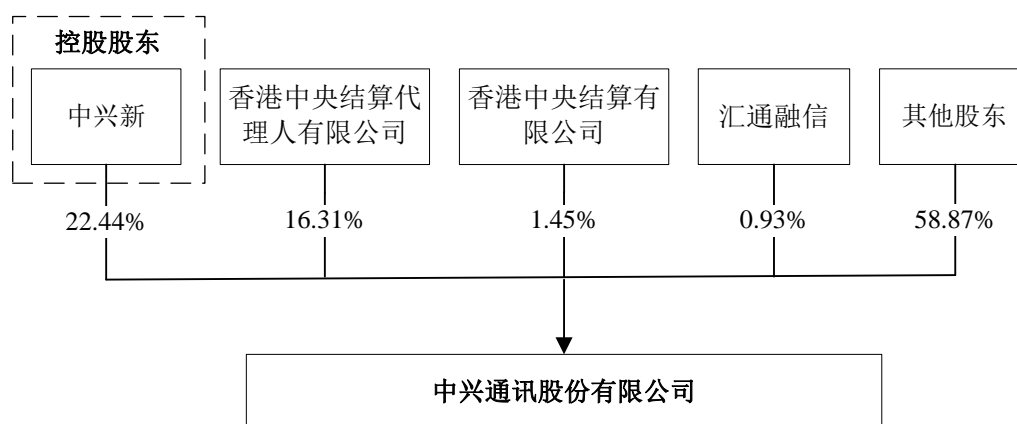 控股股东
中兴新
香港中央结算代
理人有限公司
香港中央结算有
限公司
汇通融信
其他股东
22.44%
16.31%
1.45%
0.93%
58.87%
中兴通讯股份有限公司